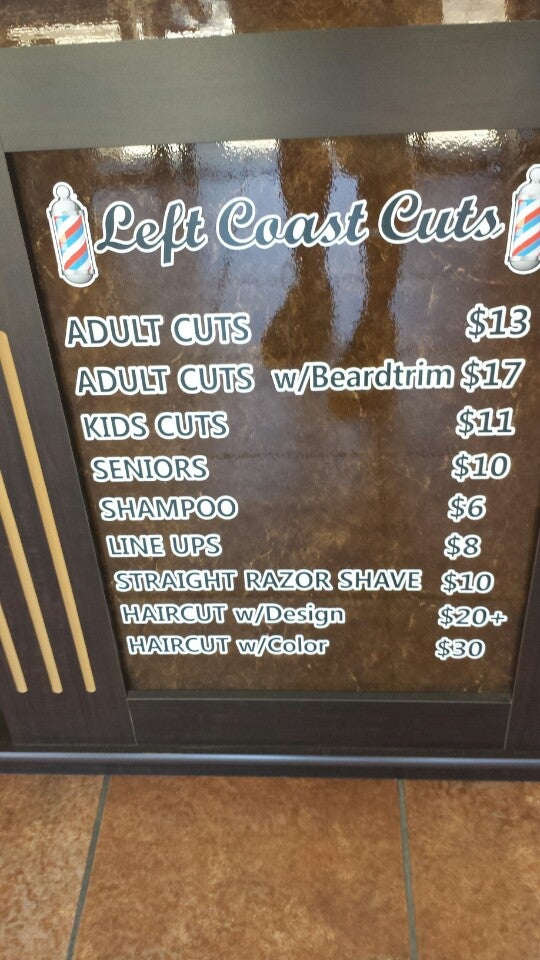 Left Coast Cuts
ADULT CUTS $13
ADULT CUTS w/Beardtrim $17
KIDS CUTS $11
SENIORS $10
SHAMPOO $6
LINE UPS $8
STRAIGHT RAZOR SHAVE $10
HAIRCUT w/Design $20+
HAIRCUT w/Color $30